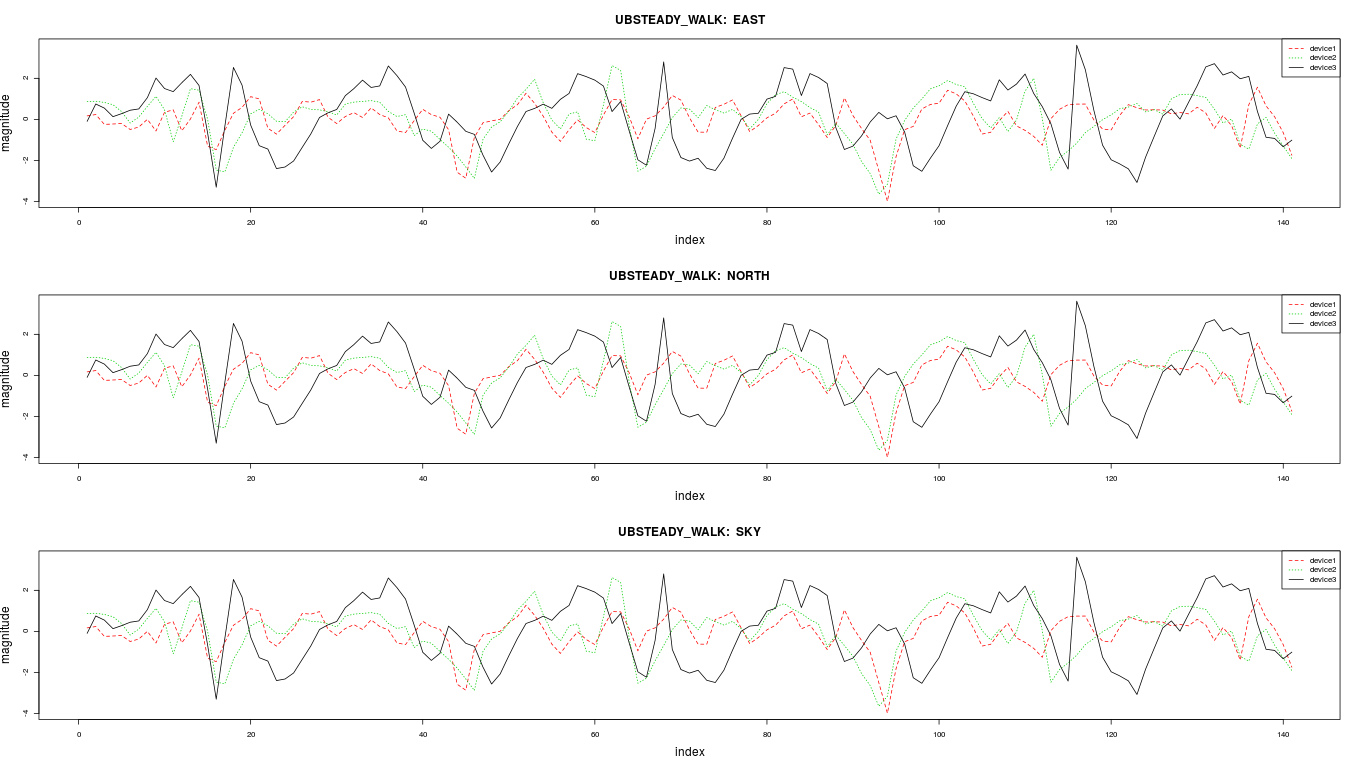 UBSTEADY_WALK: EAST
device1
device2
device3
magnitude
2
0
-2
-4
0 20 40 60 80 100 120 140
index
UBSTEADY_WALK: NORTH
device1
device2
device3
magnitude
2
0
-2
-4
0 20 40 60 80 100 120 140
index
UBSTEADY_WALK: SKY
device1
device2
device3
magnitude
2
0
-2
-4
0 20 40 60 80 100 120 140
index